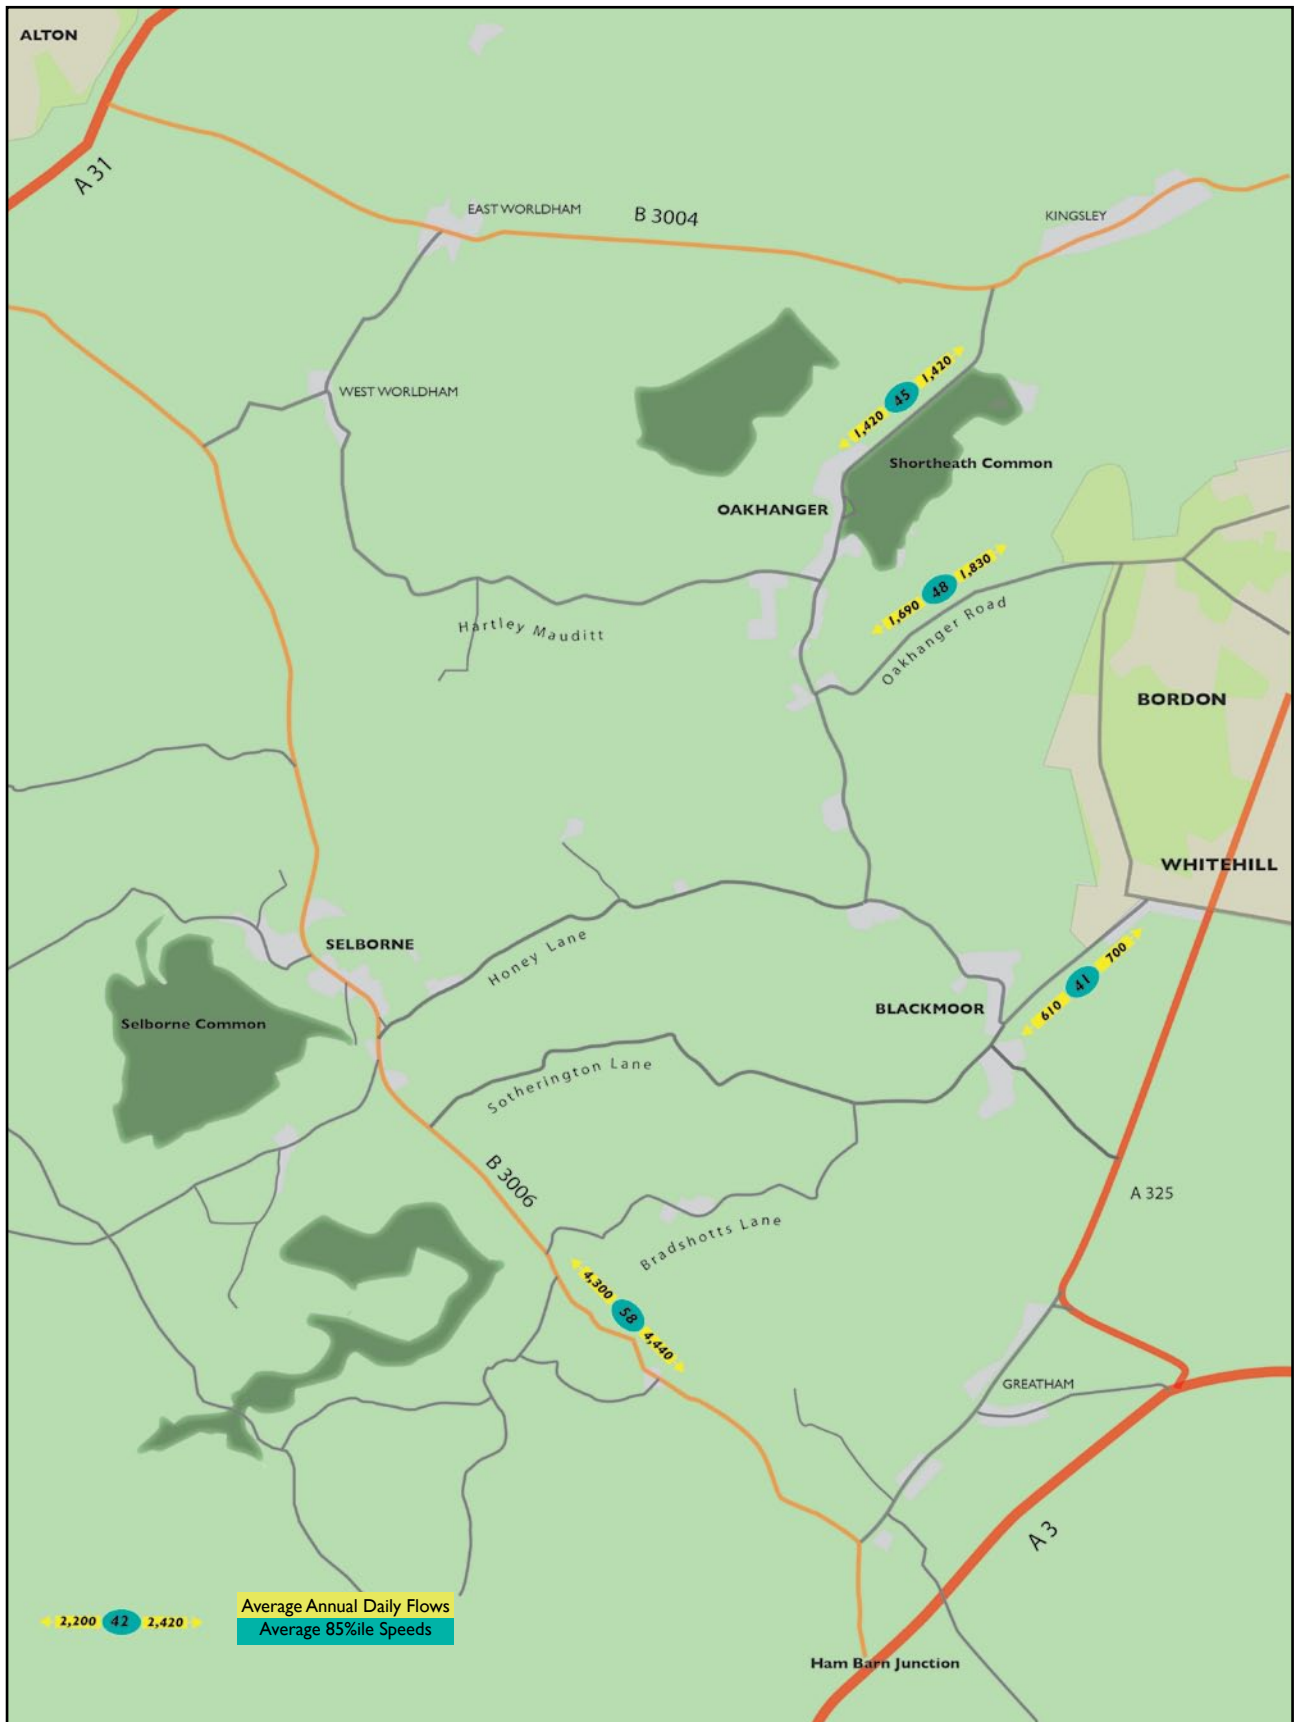 ALTON
A 31
EAST WORLDHAM
B 3004
KINGSLEY
WEST WORLDHAM
1,420 45 1,420
Shortheath Common
OAKHANGER
1,690 48 1,830
Oakhanger Road
Hartley Mauditt
BORDON
WHITEHILL
SELBORNE
Honey Lane
700
41
610
BLACKMOOR
Selborne Common
Sotherington Lane
B 3006
A 325
Bradshotts Lane
4,300
58
4,440
GREATHAM
A 3
2,200 42 2,420
Average Annual Daily Flows
Average 85%ile Speeds
Ham Barn Junction